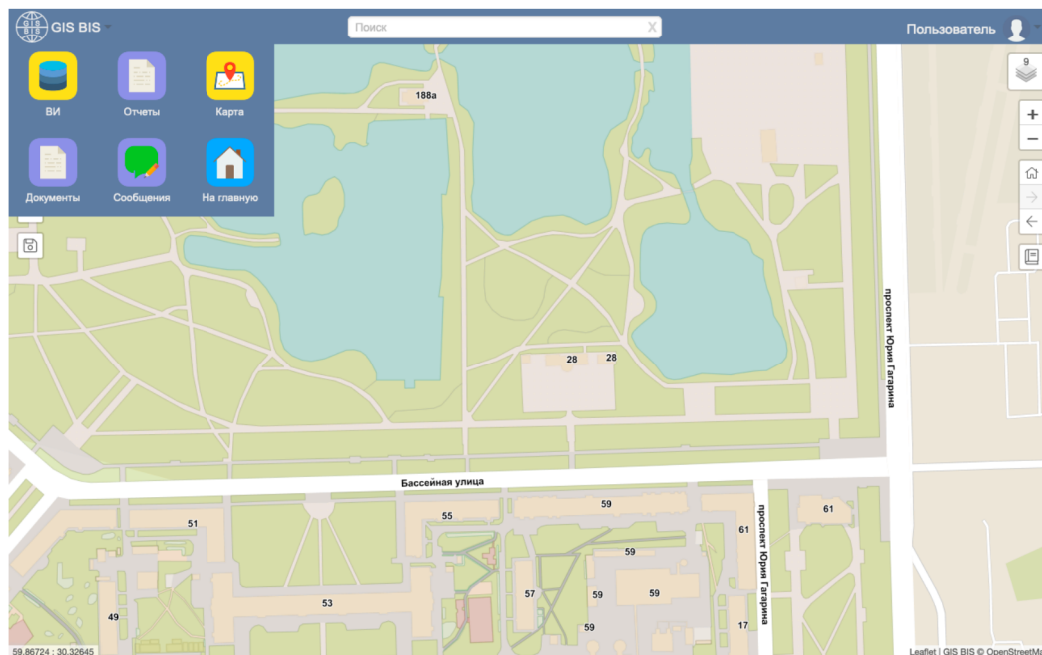 GIS BIS
GIS BIS
Поиск
X
Пользователь
ВИ
Отчеты
Карта
Документы
Сообщения
На главную
9
188а
28
28
проспект Юрия Гагарина
Бассейная улица
51
55
59
61
61
проспект Юрия Гагарина
59
59
59
57
53
49
59
17
59.86724 : 30.32645
Leaflet | GIS BIS © OpenStreetMa